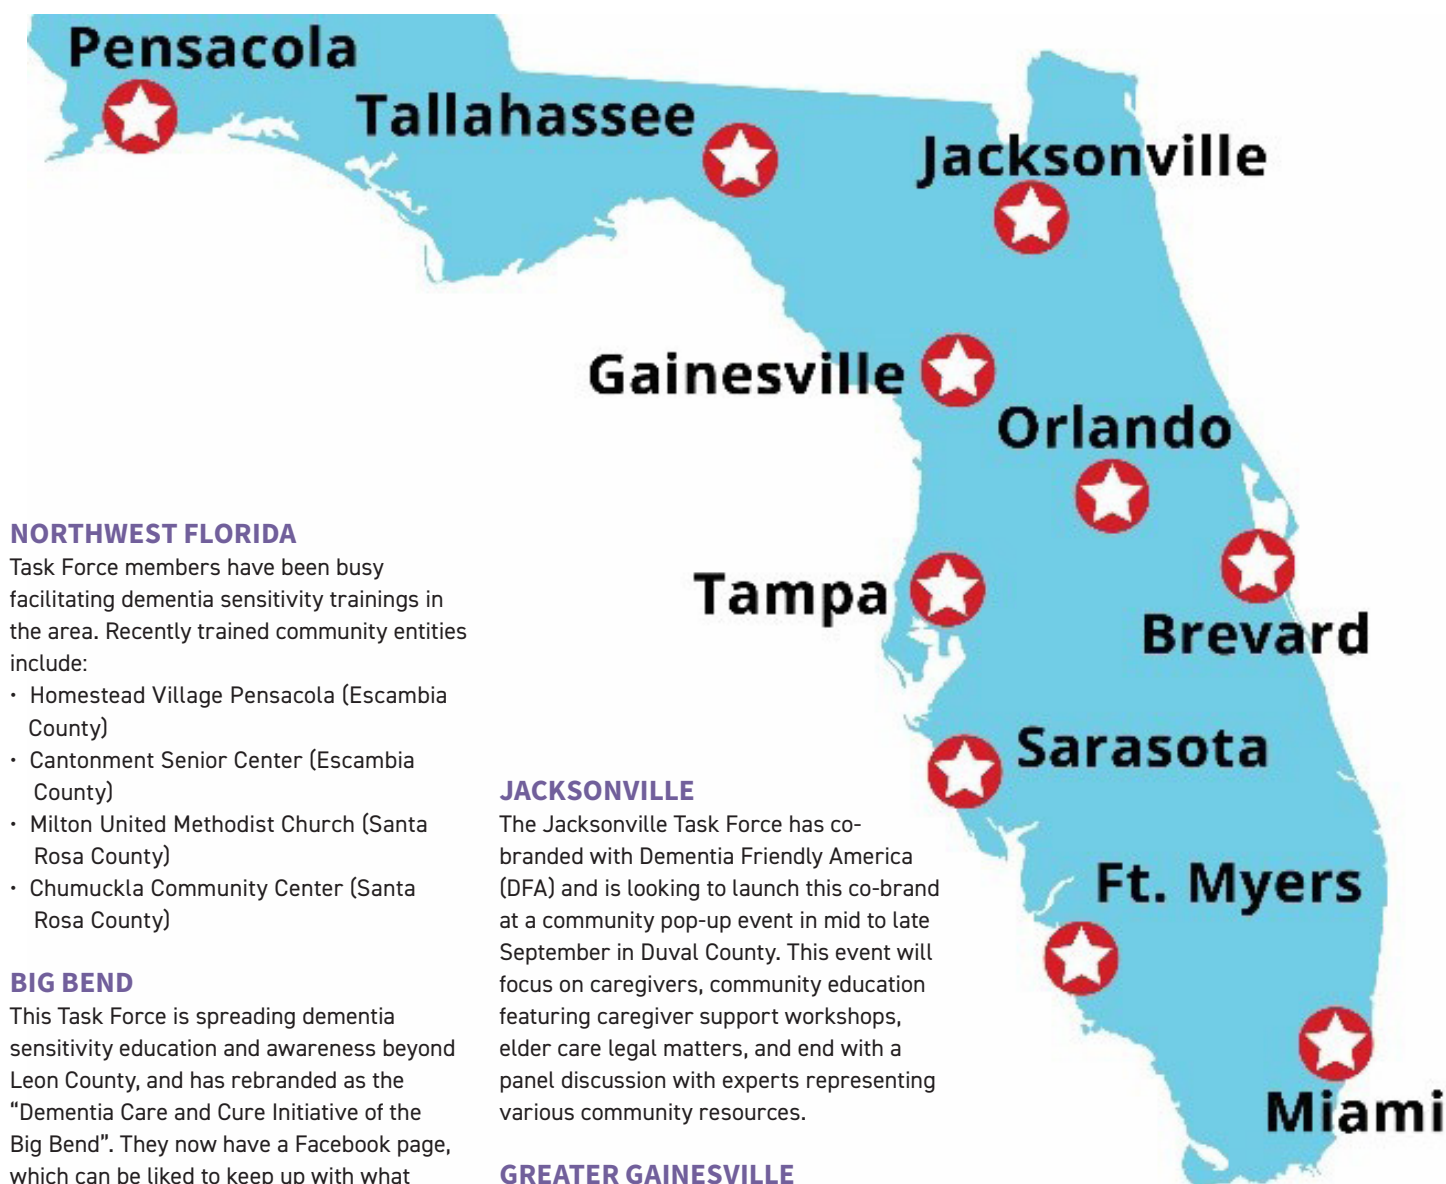 Pensacola
Tallahassee
Jacksonville
Gainesville
Orlando
Tampa
Brevard
Sarasota
Ft. Myers
Miami
NORTHWEST FLORIDA
Task Force members have been busy
facilitating dementia sensitivity trainings in
the area. Recently trained community entities
include:
· Homestead Village Pensacola (Escambia
County)
· Cantonment Senior Center (Escambia
County)
· Milton United Methodist Church (Santa
Rosa County)
· Chumuckla Community Center (Santa
Rosa County)
BIG BEND
This Task Force is spreading dementia
sensitivity education and awareness beyond
Leon County, and has rebranded as the
“Dementia Care and Cure Initiative of the
Big Bend”. They now have a Facebook page,
which can be liked to keep up with what
JACKSONVILLE
The Jacksonville Task Force has co-
branded with Dementia Friendly America
(DFA) and is looking to launch this co-brand
at a community pop-up event in mid to late
September in Duval County. This event will
focus on caregivers, community education
featuring caregiver support workshops,
elder care legal matters, and end with a
panel discussion with experts representing
various community resources.
GREATER GAINESVILLE